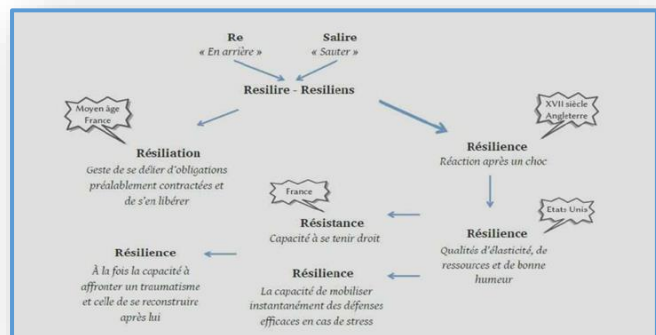 Re
« En arrière »
Salire
« Sauter »
Resilire - Resiliens
Moyen âge
France
Résiliation
Geste de se délier d'obligations
préalablement contractées et
de s'en libérer
XVII siècle
Angleterre
Résilience
Réaction après un choc
Etats Unis
Résilience
Qualités d'élasticité, de
ressources et de bonne
humeur
France
Résistance
Capacité à se tenir droit
Résilience
La capacité de mobiliser
instantanément des défenses
efficaces en cas de stress
Résilience
À la fois la capacité à
affronter un traumatisme
et celle de se reconstruire
après lui